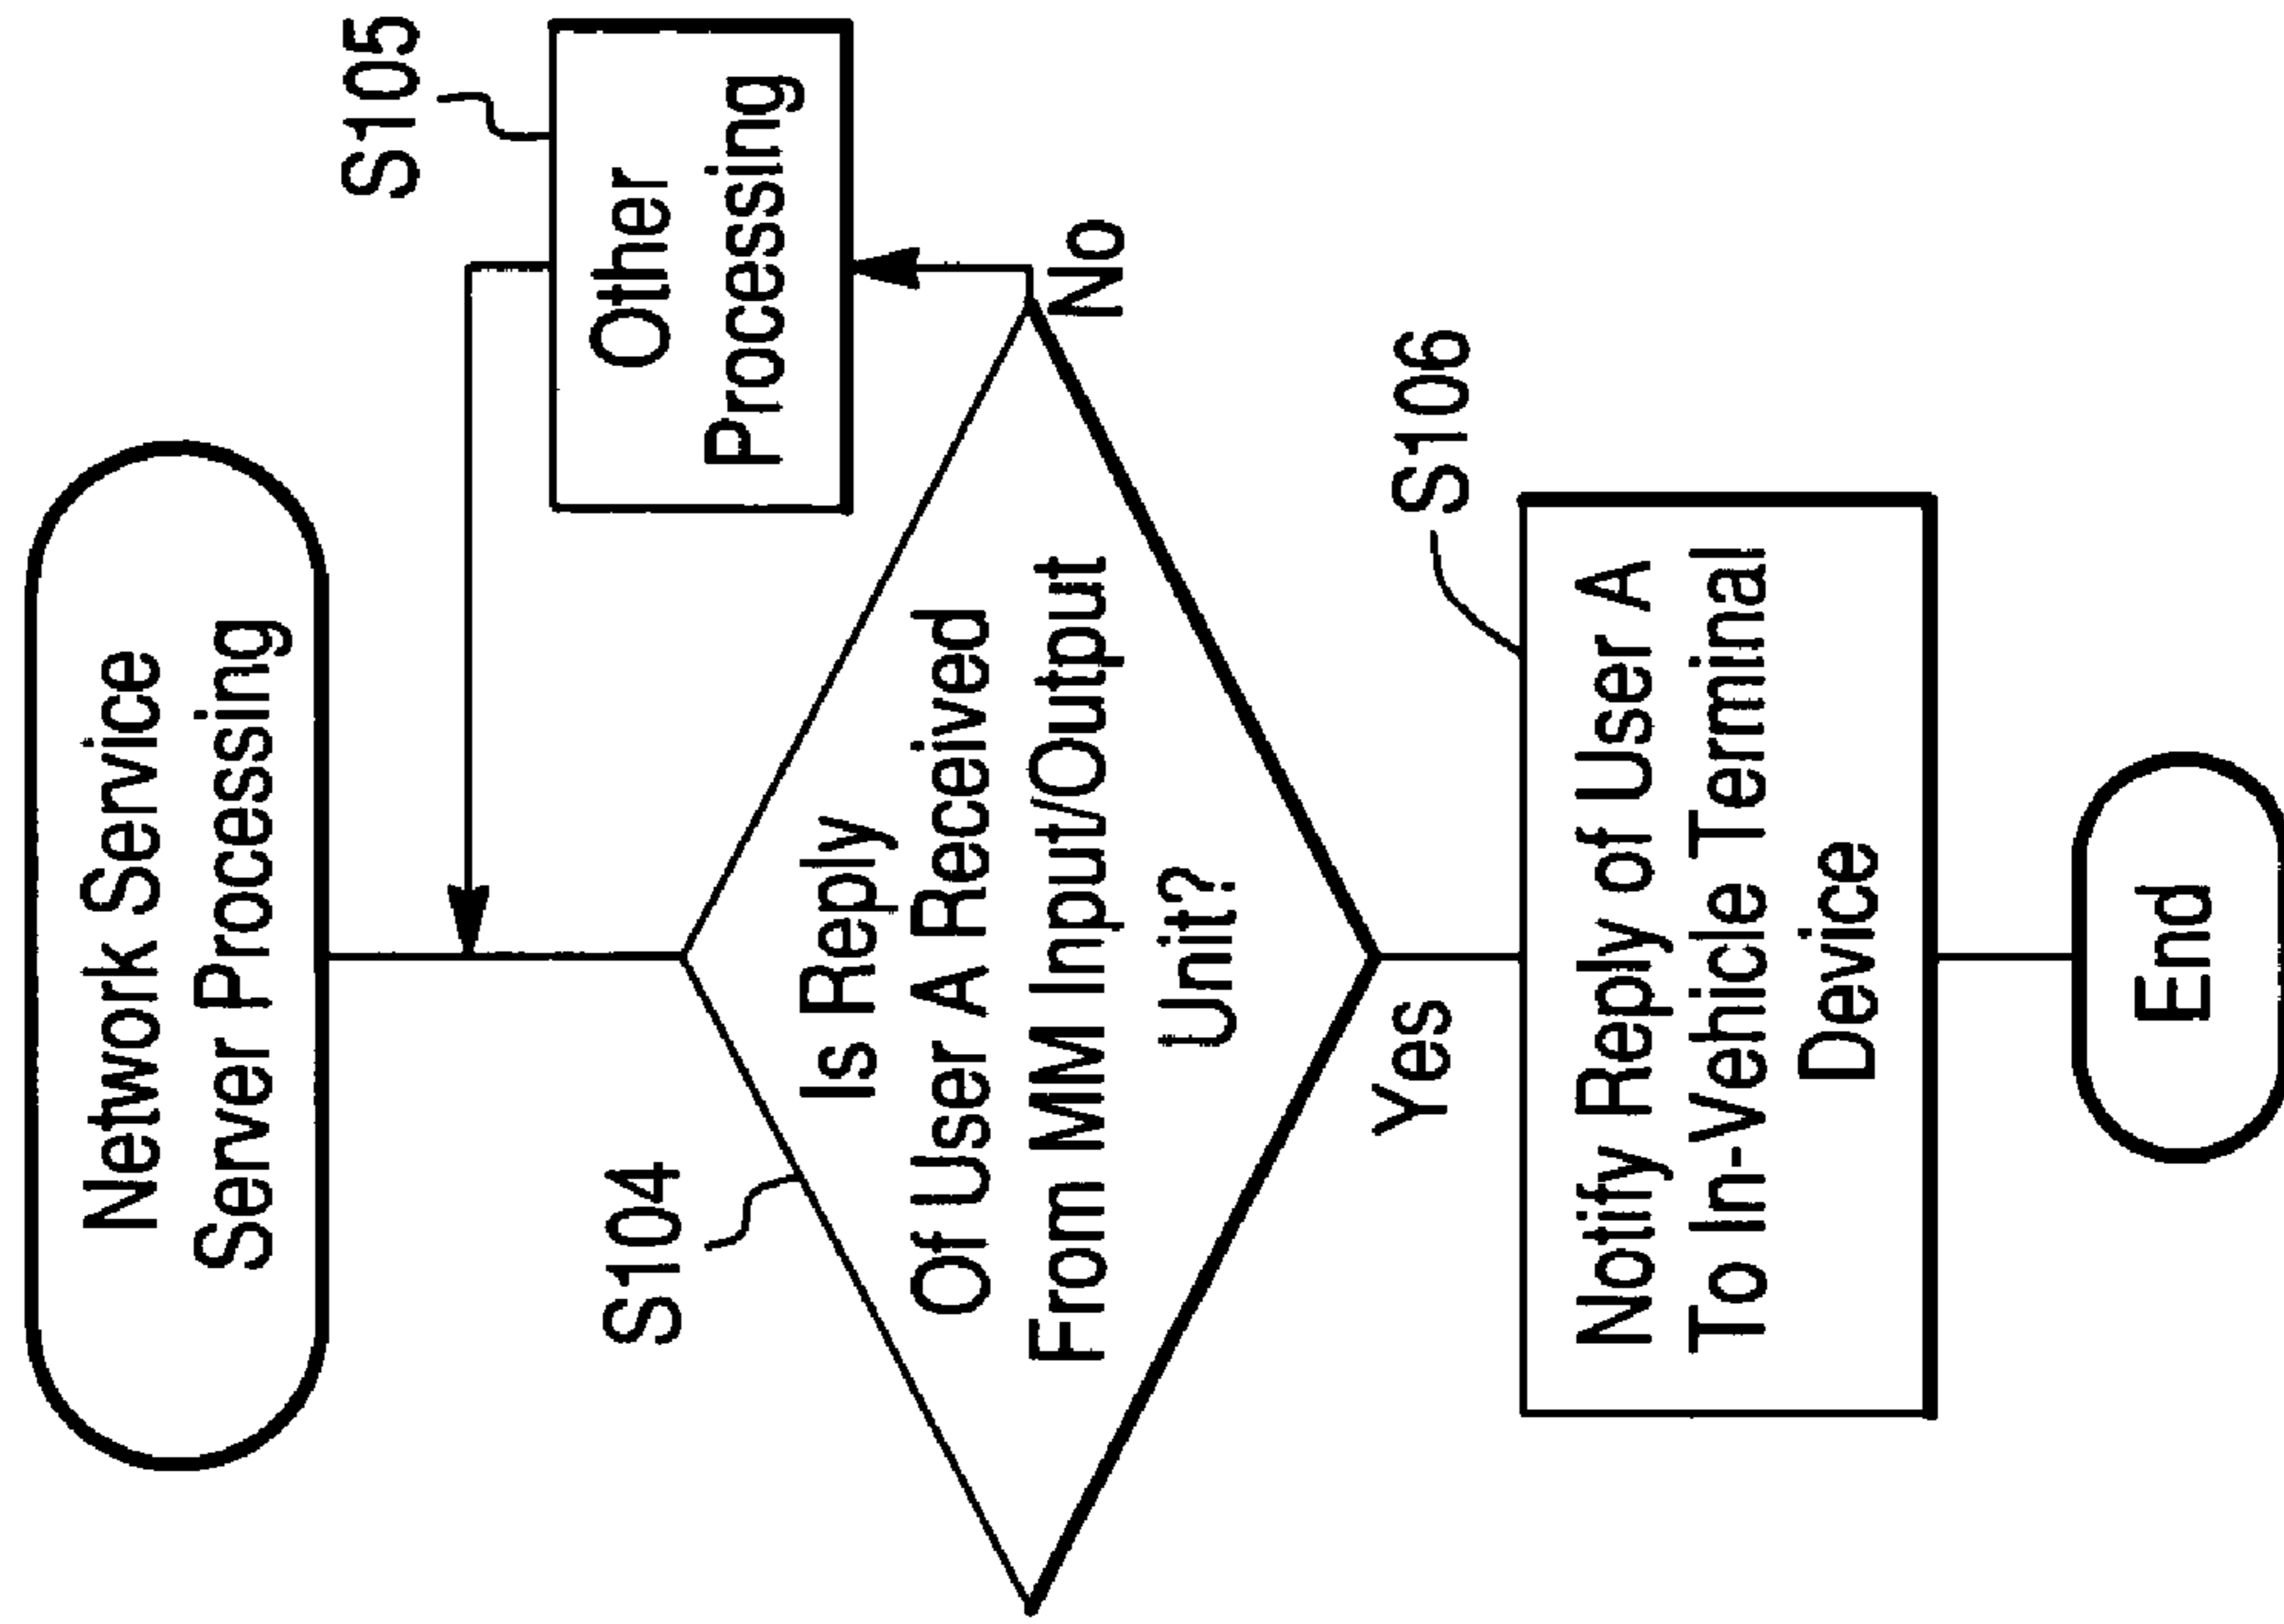 Network Service
Server Processing
S104
Is Reply
Of User A Received
From MM Input/Output
Unit?
No
S105
Other
Processing
Yes
S106
Notify Reply of User A
To In-Vehicle Terminal
Device
End